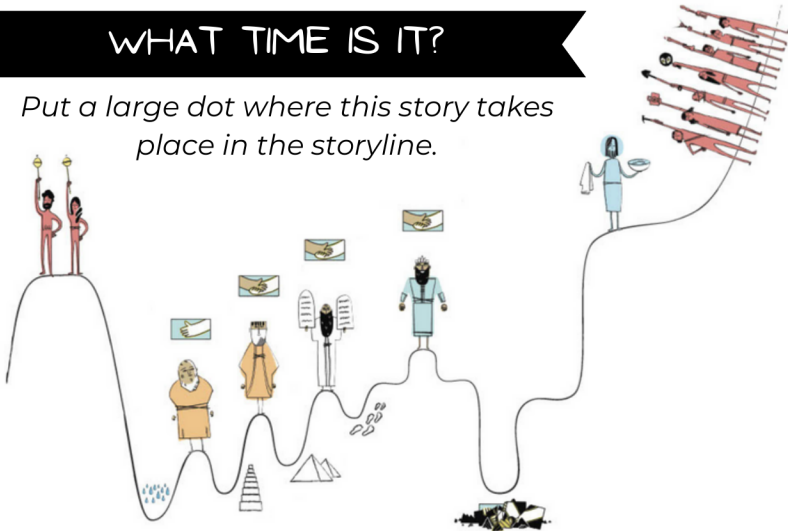 WHAT TIME IS IT?
Put a large dot where this story takes
place in the storyline.